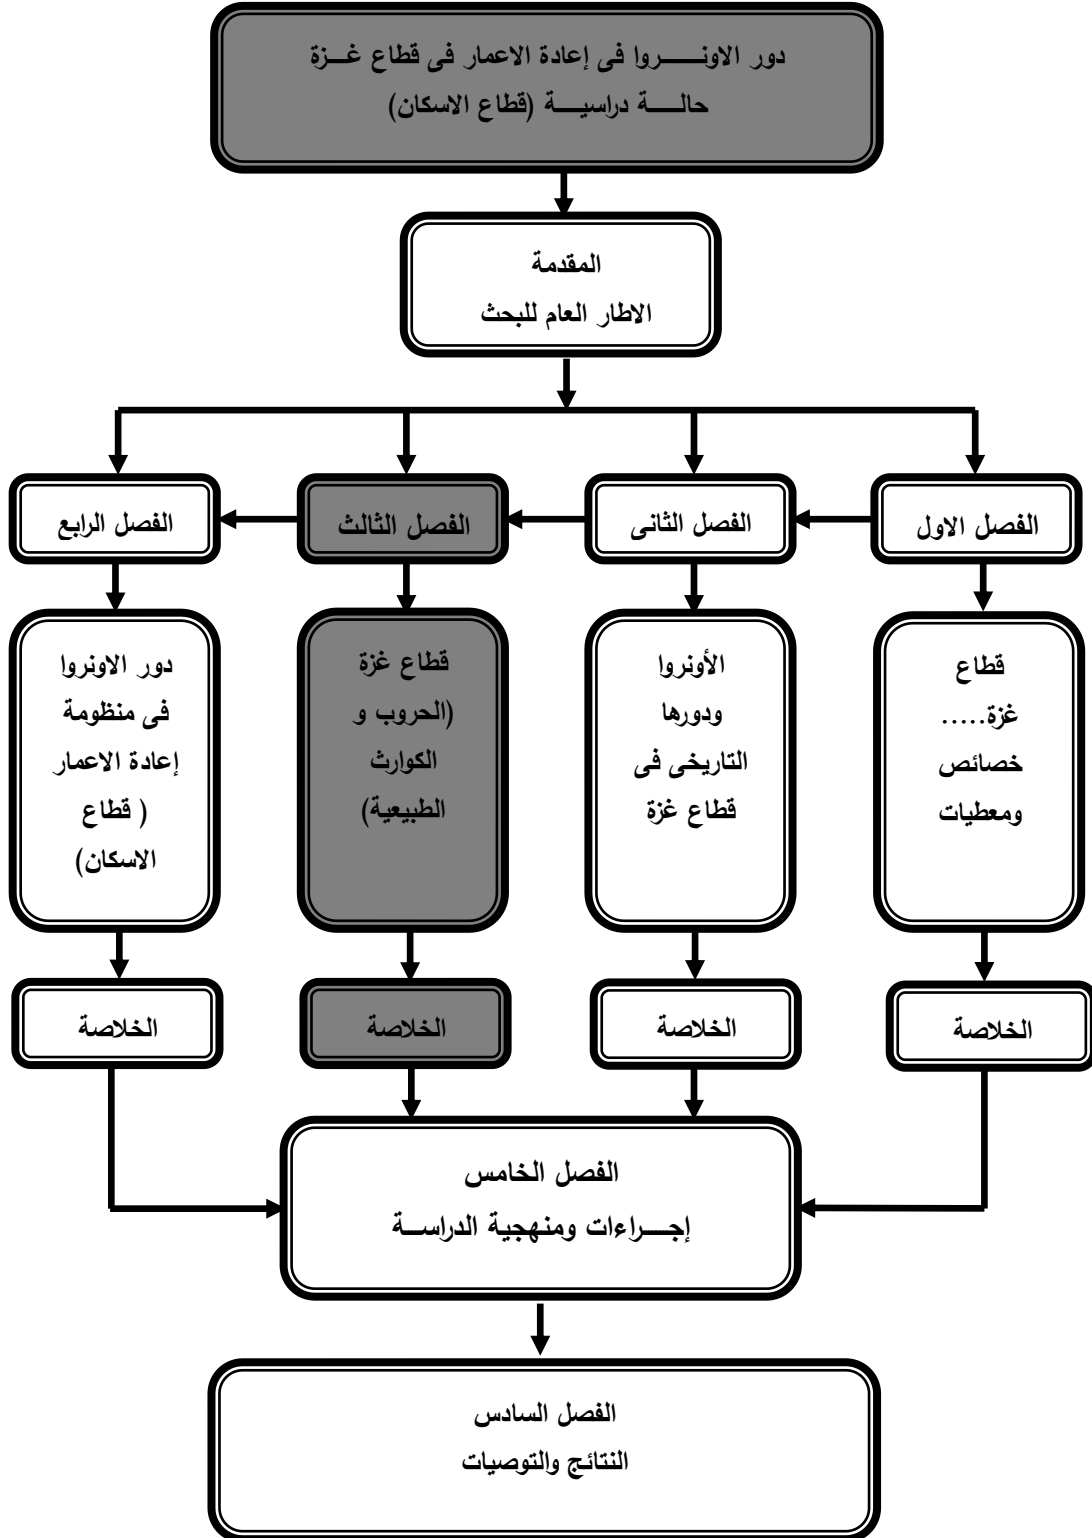 دور الاونـــــروا فى إعادة الاعمار فى قطاع غـــزة
حالـــــة دراسيـــــة (قطاع الاسكان)
المقدمة
الاطار العام للبحث
الفصل الاول
الفصل الثانى
الفصل الثالث
الفصل الرابع
قطاع
غزة.....
خصائص
ومعطيات
الأونروا
ودورها
التاريخى فى
قطاع غزة
قطاع غزة
(الحروب و
الكوارث
الطبيعية)
دور الاونروا
فى منظومة
إعادة الاعمار
( قطاع
الاسكان)
الخلاصة
الخلاصة
الخلاصة
الخلاصة
الفصل الخامس
إجـــــراءات ومنهجية الدراســـة
الفصل السادس
النتائج والتوصيات